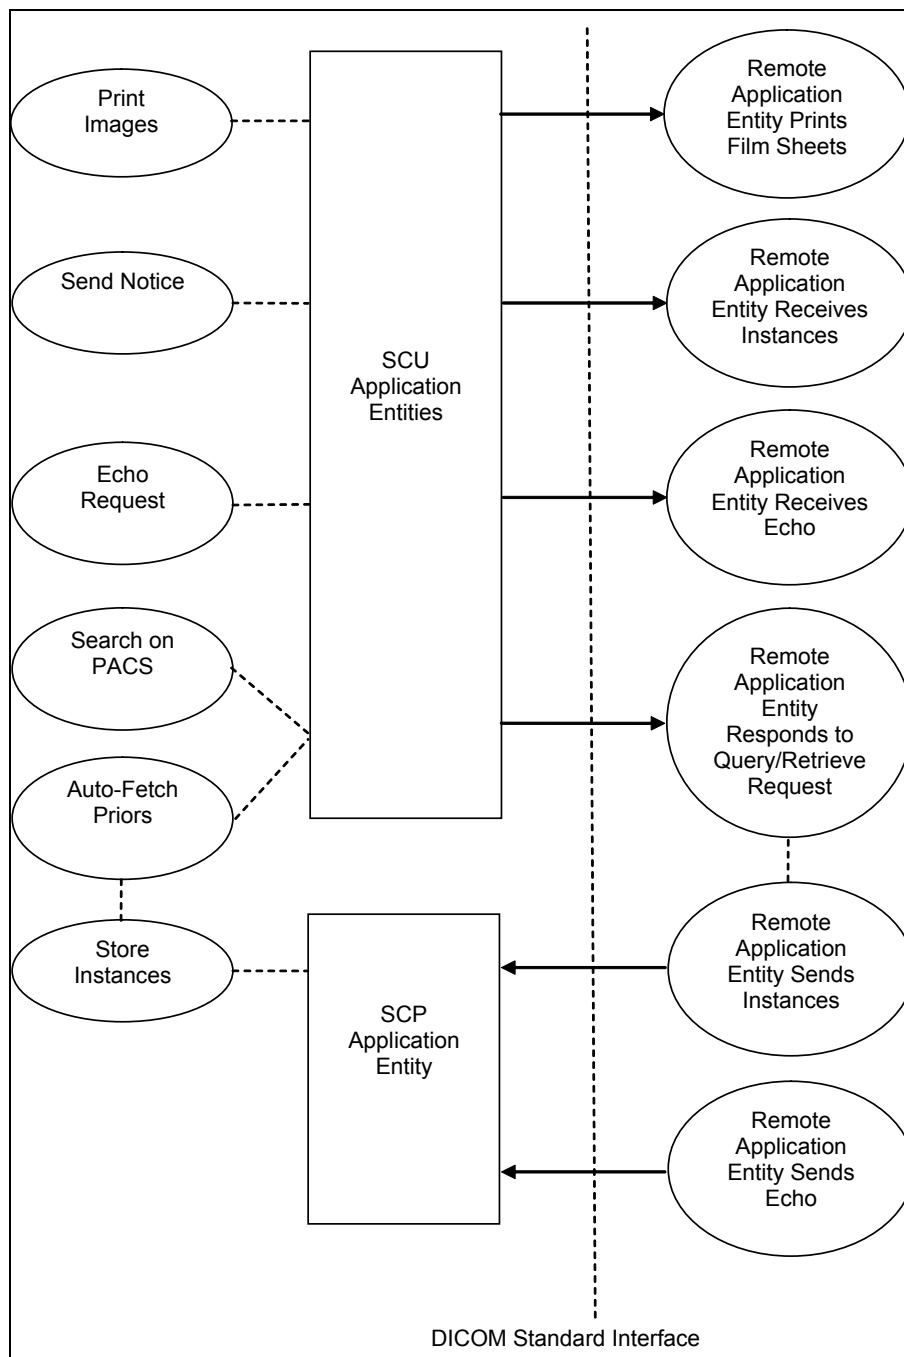 Print
Images
Send Notice
Echo
Request
Search on
PACS
Auto-Fetch
Priors
Store
Instances
SCU
Application
Entities
SCP
Application
Entity
Remote
Application
Entity Prints
Film Sheets
Remote
Application
Entity Receives
Instances
Remote
Application
Entity Receives
Echo
Remote
Application
Entity
Responds to
Query/Retrieve
Request
Remote
Application
Entity Sends
Instances
Remote
Application
Entity Sends
Echo
DICOM Standard Interface